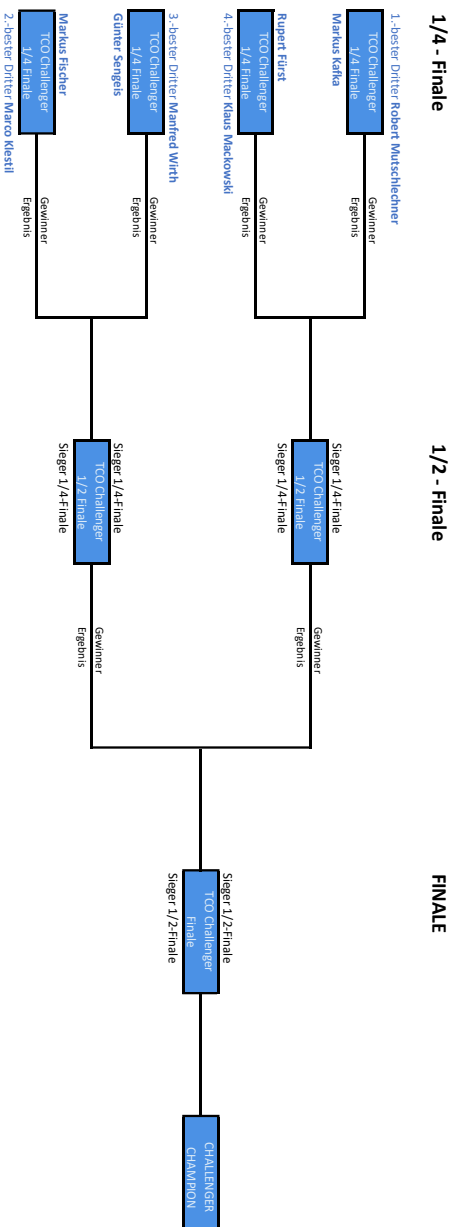 1/4 - Finale
1/2 - Finale
FINALE
1.-bester Dritter Robert Mutschlechner
TCO Challenger
1/4 Finale
Markus Kafka
Gewinner
Ergebnis
Rupert Fürst
TCO Challenger
1/4 Finale
4.-bester Dritter Klaus Mackowski
Gewinner
Ergebnis
3.-bester Dritter Manfred Wirth
TCO Challenger
1/4 Finale
Günter Sengeis
Gewinner
Ergebnis
Markus Fischer
TCO Challenger
1/4 Finale
2.-bester Dritter Marco Klestil
Gewinner
Ergebnis
Sieger 1/4-Finale
TCO Challenger
1/2 Finale
Sieger 1/4-Finale
Gewinner
Ergebnis
Sieger 1/4-Finale
TCO Challenger
1/2 Finale
Sieger 1/4-Finale
Gewinner
Ergebnis
Sieger 1/2-Finale
TCO Challenger
Finale
Sieger 1/2-Finale
CHALLENGER
CHAMPION